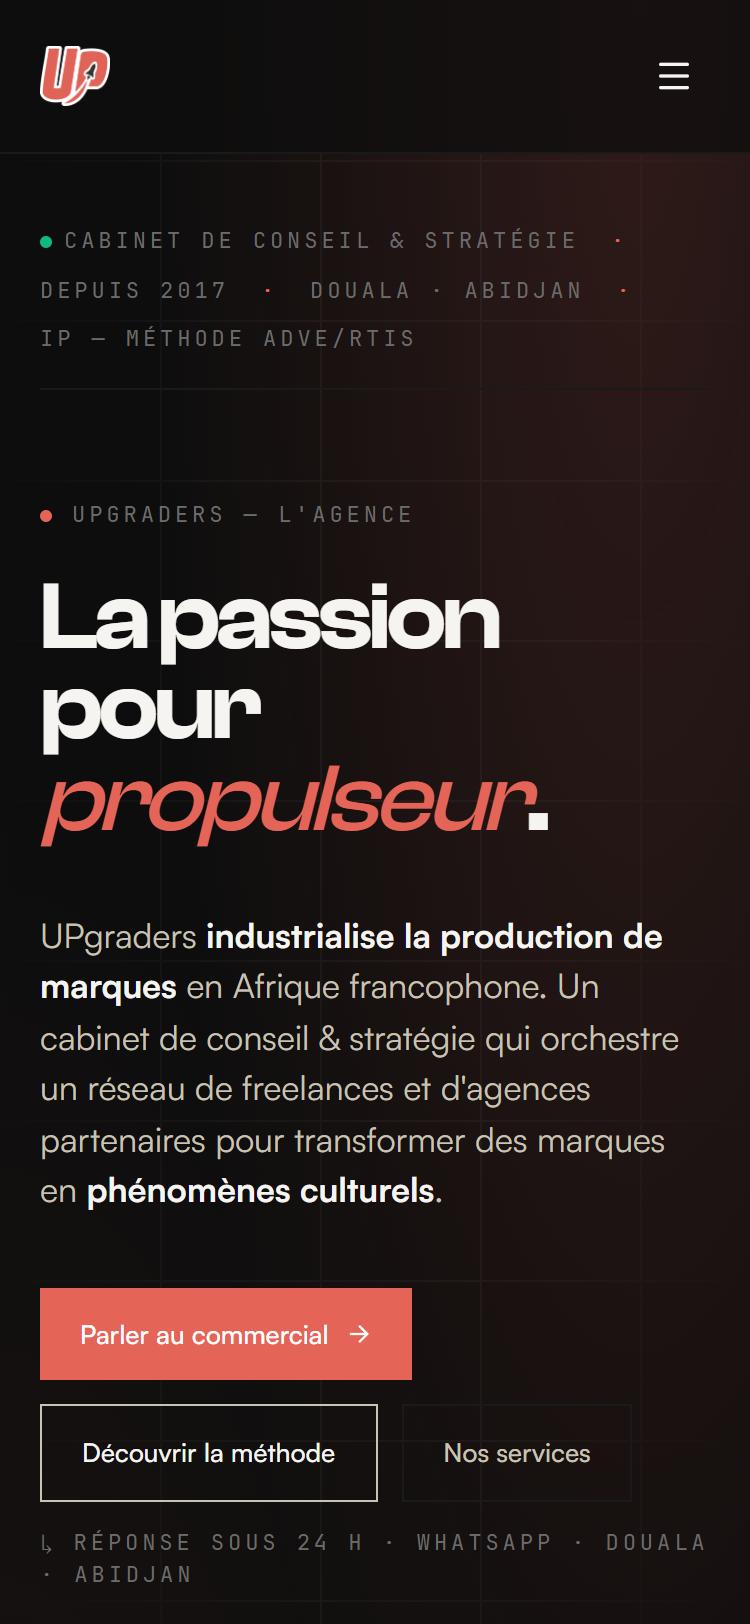 UP
CABINET DE CONSEIL & STRATÉGIE ·
DEPUIS 2017 · DOUALA · ABIDJAN ·
IP — MÉTHODE ADVE/RTIS
UPGRADERS — L'AGENCE
La passion
pour
propulseur.
UPgraders industrialise la production de
marques en Afrique francophone. Un
cabinet de conseil & stratégie qui orchestre
un réseau de freelances et d'agences
partenaires pour transformer des marques
en phénomènes culturels.
Parler au commercial →
Découvrir la méthode
Nos services
↳ RÉPONSE SOUS 24 H · WHATSAPP · DOUALA
· ABIDJAN